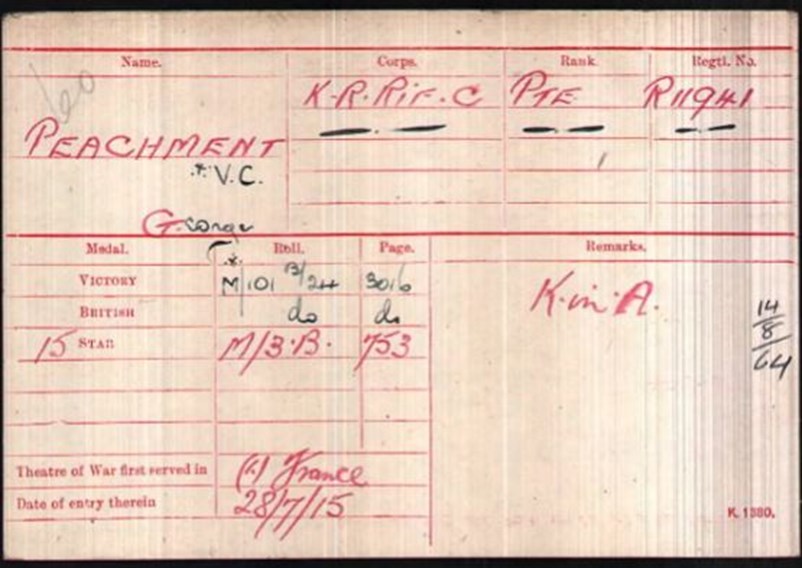 Name. Corps. Rank. Regtl. No.
60
K.R.Rif.C PTE R11941
PEACHMENT
* V.C.
George
Medal. Roll. Page. Remarks.
VICTORY M/101 B/24 3016
BRITISH do do
15 STAR M/3.B. 753
K.in.A.
14
8
64
Theatre of War first served in (1) France
Date of entry therein 28/7/15
K. 1380.